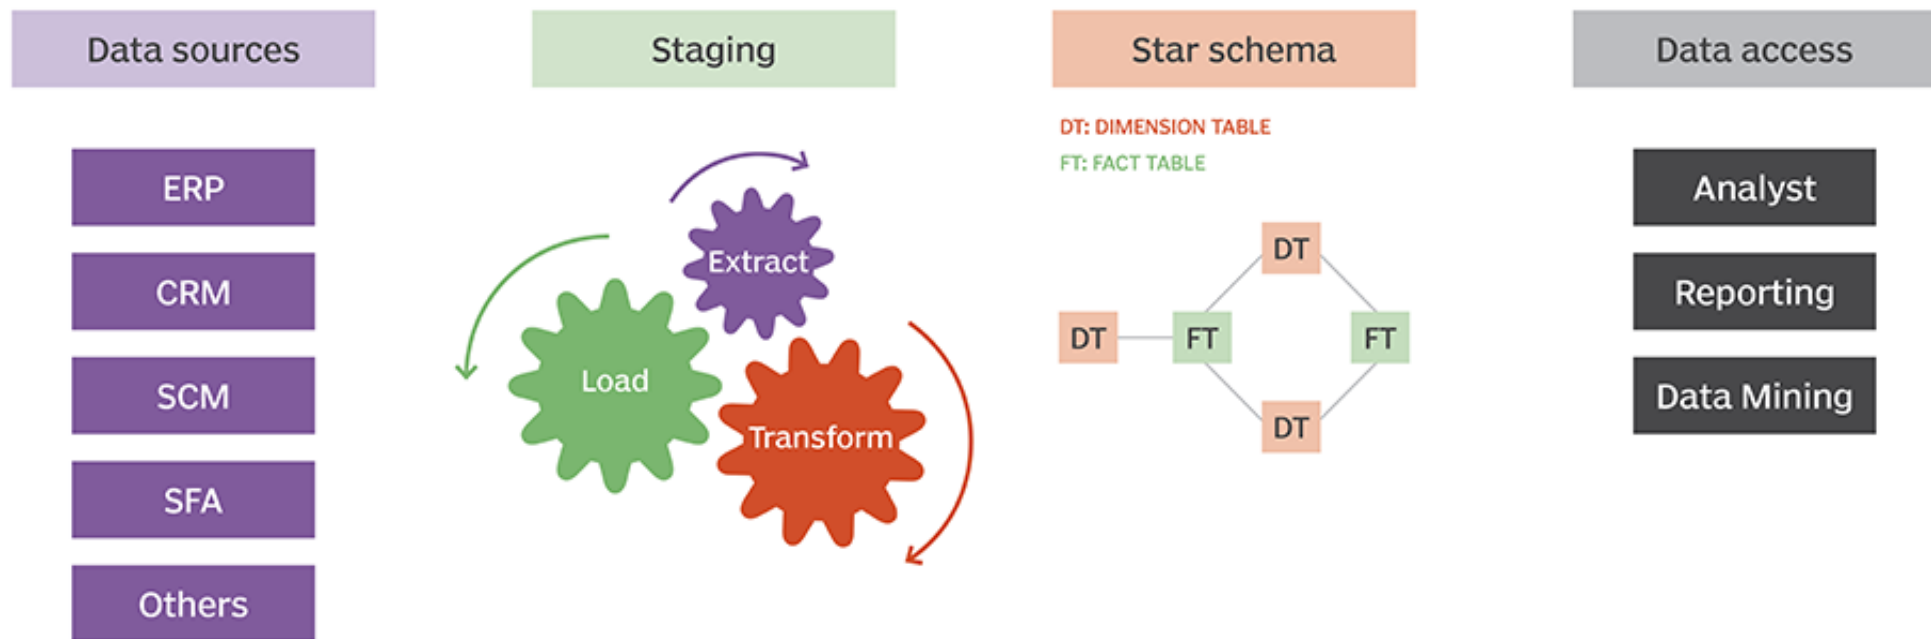 Data sources
ERP
CRM
SCM
SFA
Others
Staging
Extract
Load
Transform
Star schema
DT: DIMENSION TABLE
FT: FACT TABLE
DT
DT
FT
FT
DT
Data access
Analyst
Reporting
Data Mining